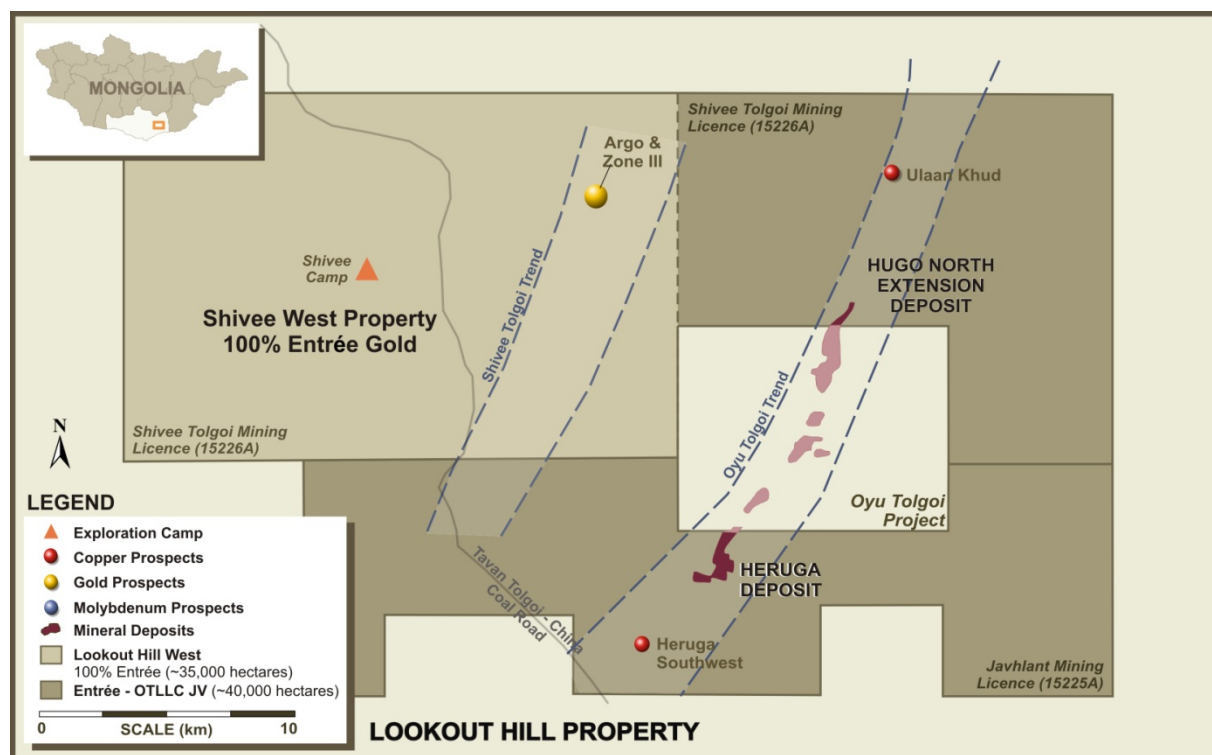 MONGOLIA
Shivee Tolgoi Mining
Licence (15226A)
Argo &
Zone III
Ulaan Khud
Shivee
Camp
HUGO NORTH
EXTENSION
DEPOSIT
Shivee West Property
100% Entrée Gold
Shivee Tolgoi Trend
Oyu Tolgoi Trend
Shivee Tolgoi Mining
Licence (15226A)
N
Oyu Tolgoi
Project
HERUGA
DEPOSIT
Tavan Tolgoi - China
Coal Road
Heruga
Southwest
Javhlant Mining
Licence (15225A)
LEGEND
Exploration Camp
Copper Prospects
Gold Prospects
Molybdenum Prospects
Mineral Deposits
Lookout Hill West
100% Entrée (~35,000 hectares)
Entrée - OTLLC JV (~40,000 hectares)
0 SCALE (km) 10
LOOKOUT HILL PROPERTY